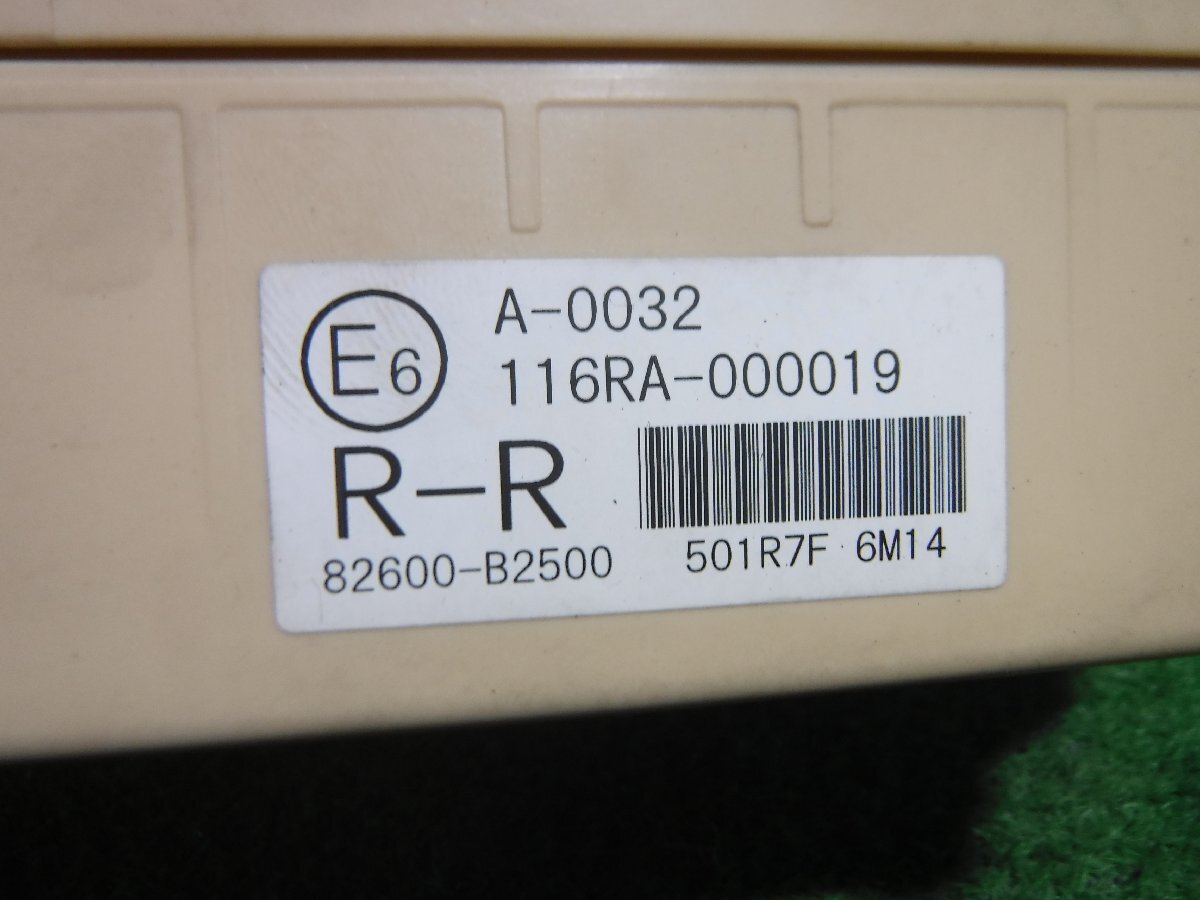 E6
A-0032
116RA-000019
R-R
82600-B2500
501R7F 6M14